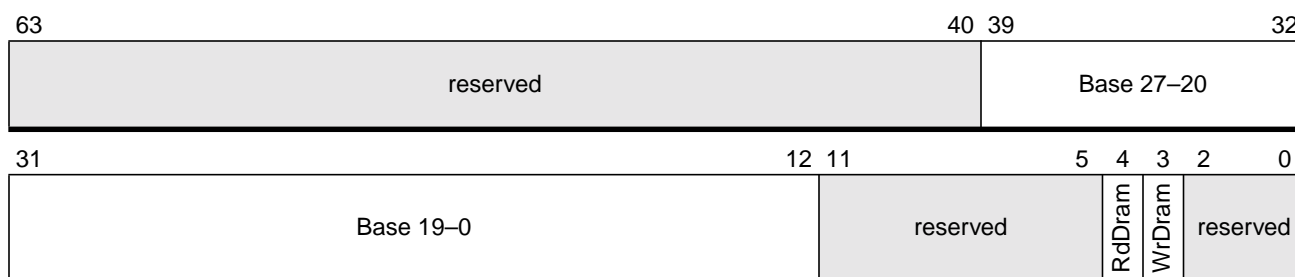 63 40 39 32
reserved Base 27–20
31 12 11 5 4 3 2 0
Base 19–0 reserved RdDram WrDram reserved